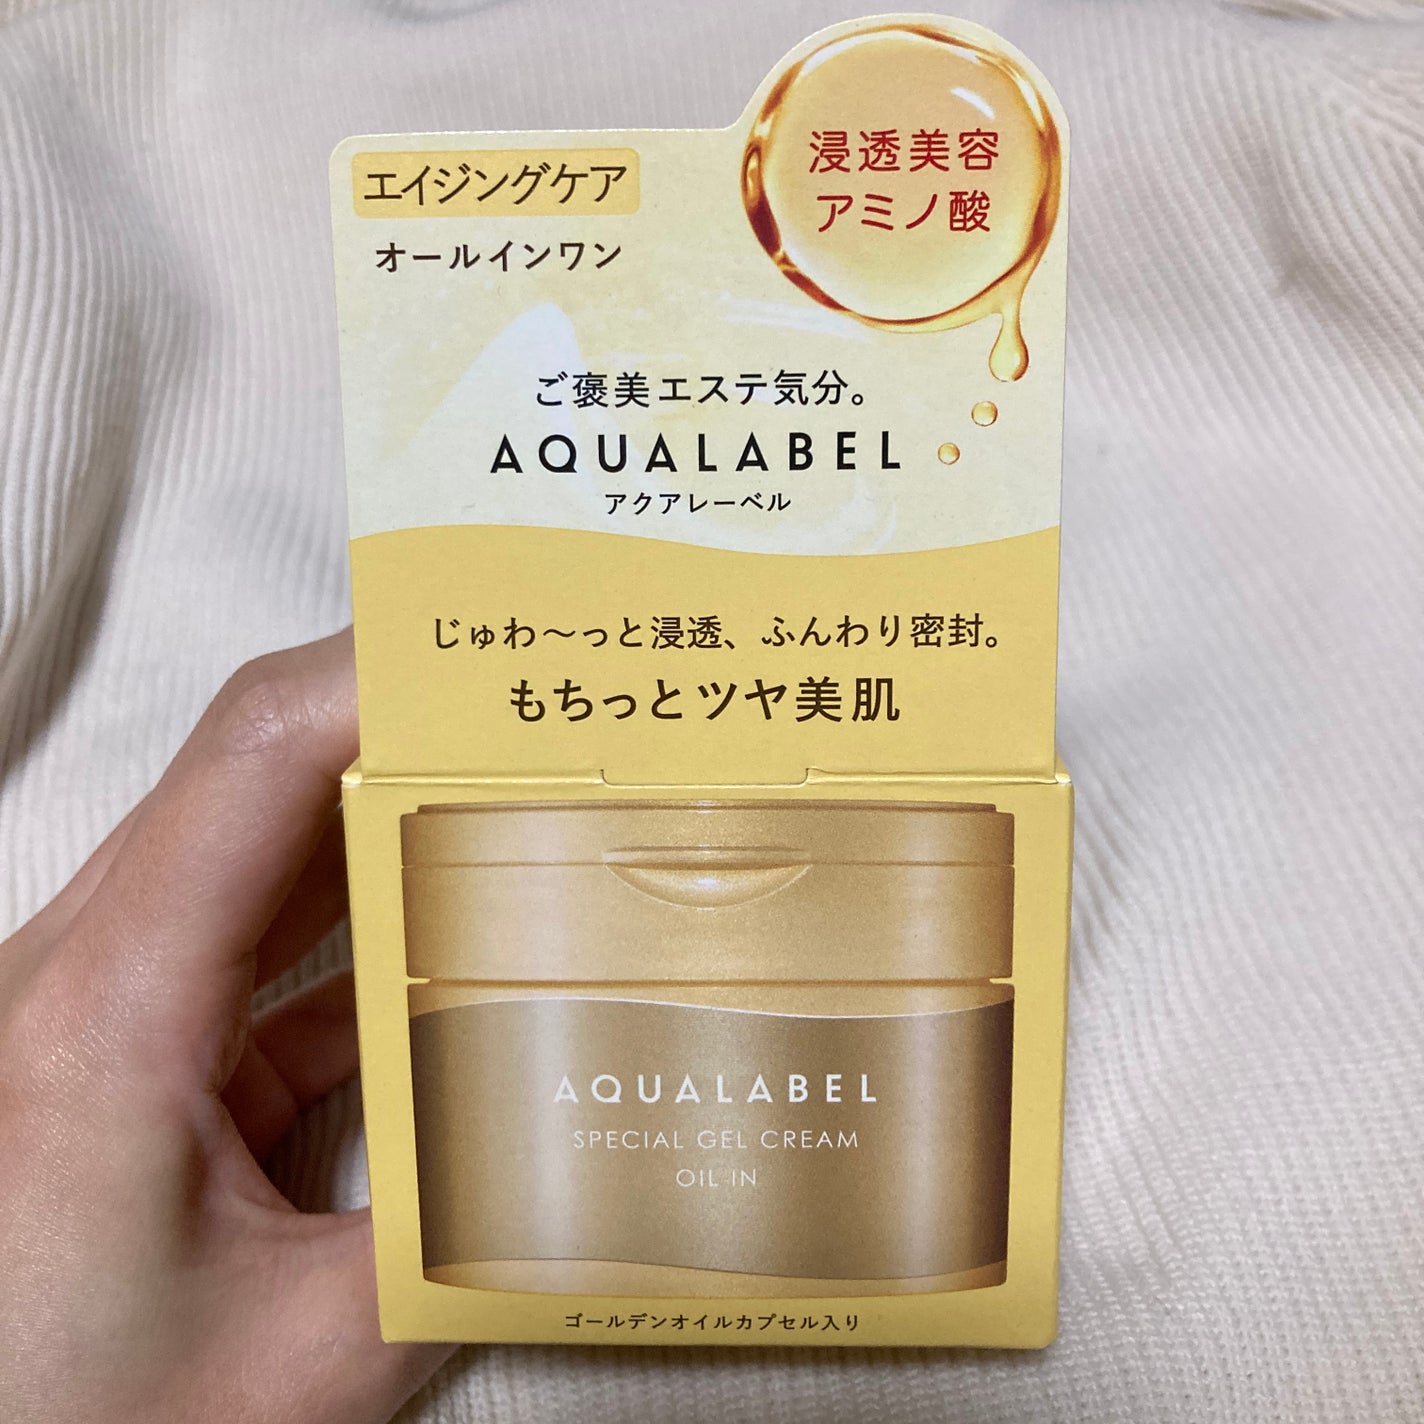 浸透美容
アミノ酸
エイジングケア
オールインワン
ご褒美エステ気分。
AQUALABEL
アクアレーベル
じゅわ～っと浸透、ふんわり密封。
もちっとツヤ美肌
AQUALABEL
SPECIAL GEL CREAM
OIL IN
ゴールデンオイルカプセル入り